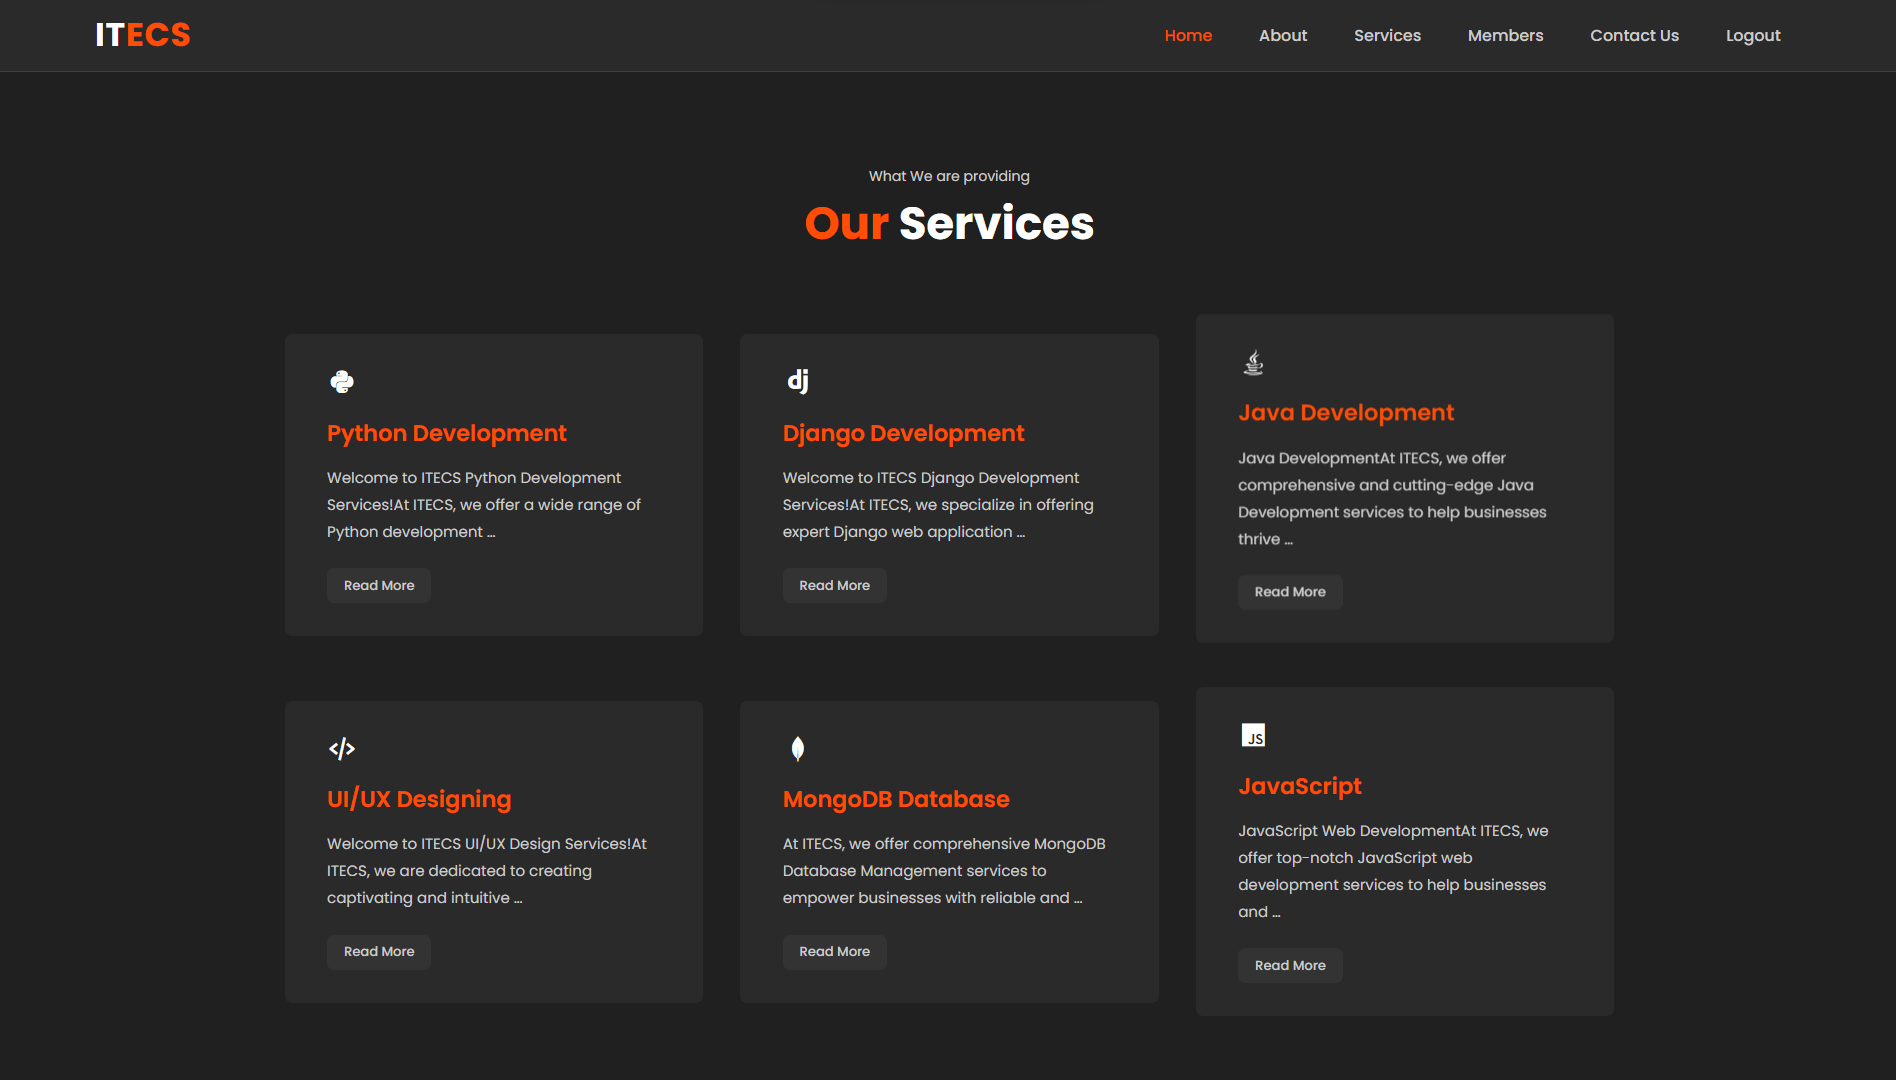 ITECS
Home About Services Members Contact Us Logout
What We are providing
Our Services
dj
Python Development
Welcome to ITECS Python Development
Services!At ITECS, we offer a wide range of
Python development ...
Read More
Django Development
Welcome to ITECS Django Development
Services!At ITECS, we specialize in offering
expert Django web application ...
Read More
Java Development
Java DevelopmentAt ITECS, we offer
comprehensive and cutting-edge Java
Development services to help businesses
thrive ...
Read More
</>
UI/UX Designing
Welcome to ITECS UI/UX Design Services!At
ITECS, we are dedicated to creating
captivating and intuitive ...
Read More
MongoDB Database
At ITECS, we offer comprehensive MongoDB
Database Management services to
empower businesses with reliable and ...
Read More
JS
JavaScript
JavaScript Web DevelopmentAt ITECS, we
offer top-notch JavaScript web
development services to help businesses
and ...
Read More